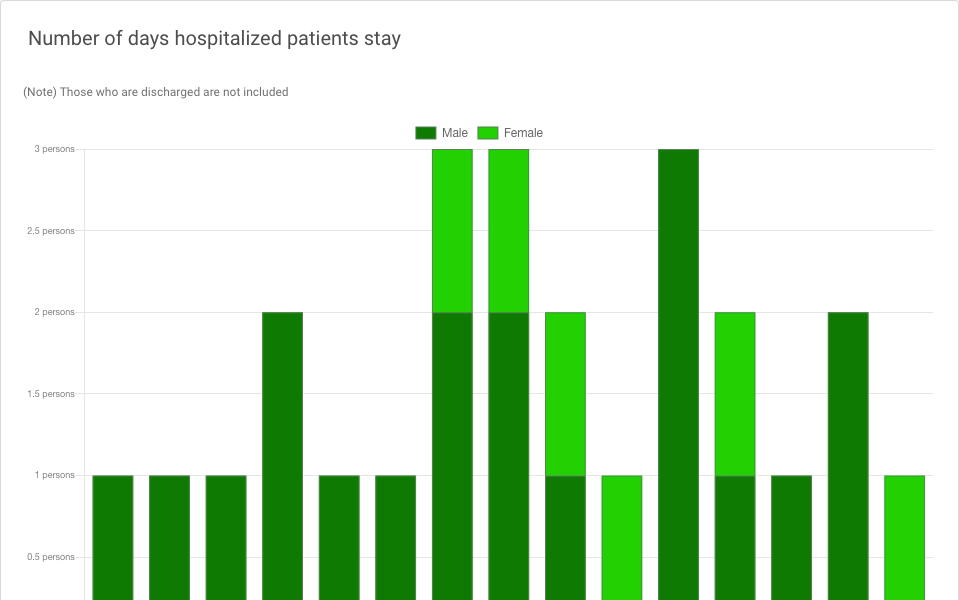 Number of days hospitalized patients stay
(Note) Those who are discharged are not included
Male Female
3 persons
2.5 persons
2 persons
1.5 persons
1 persons
0.5 persons